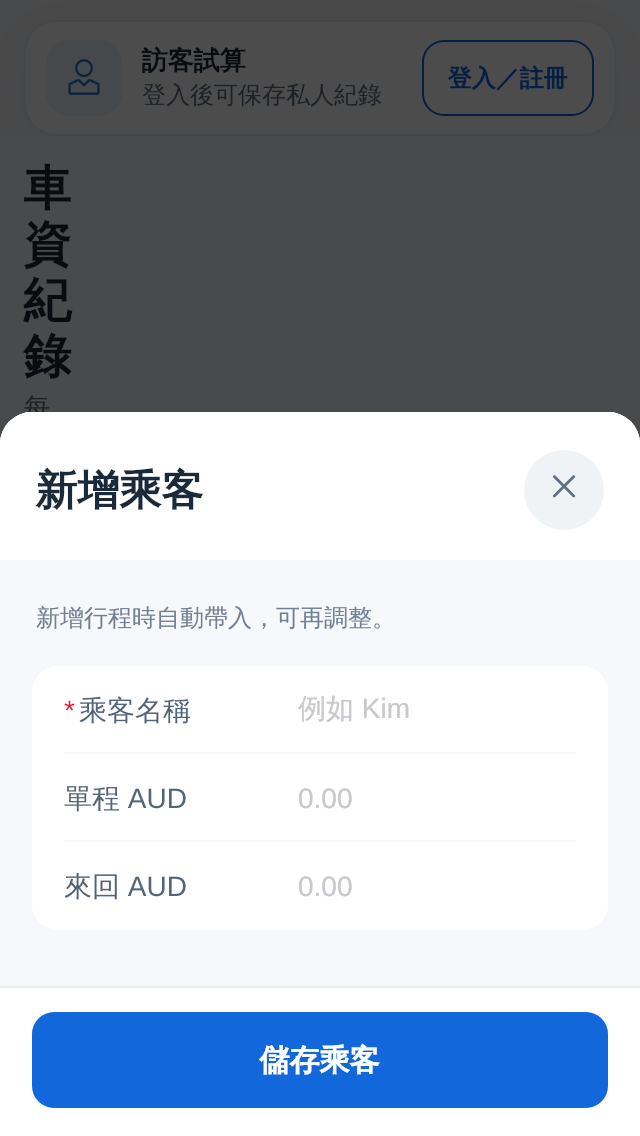 訪客試算
登入後可保存私人紀錄
登入／註冊
車
資
紀
錄
每
新增乘客
新增行程時自動帶入，可再調整。
*乘客名稱
例如 Kim
單程 AUD
0.00
來回 AUD
0.00
儲存乘客